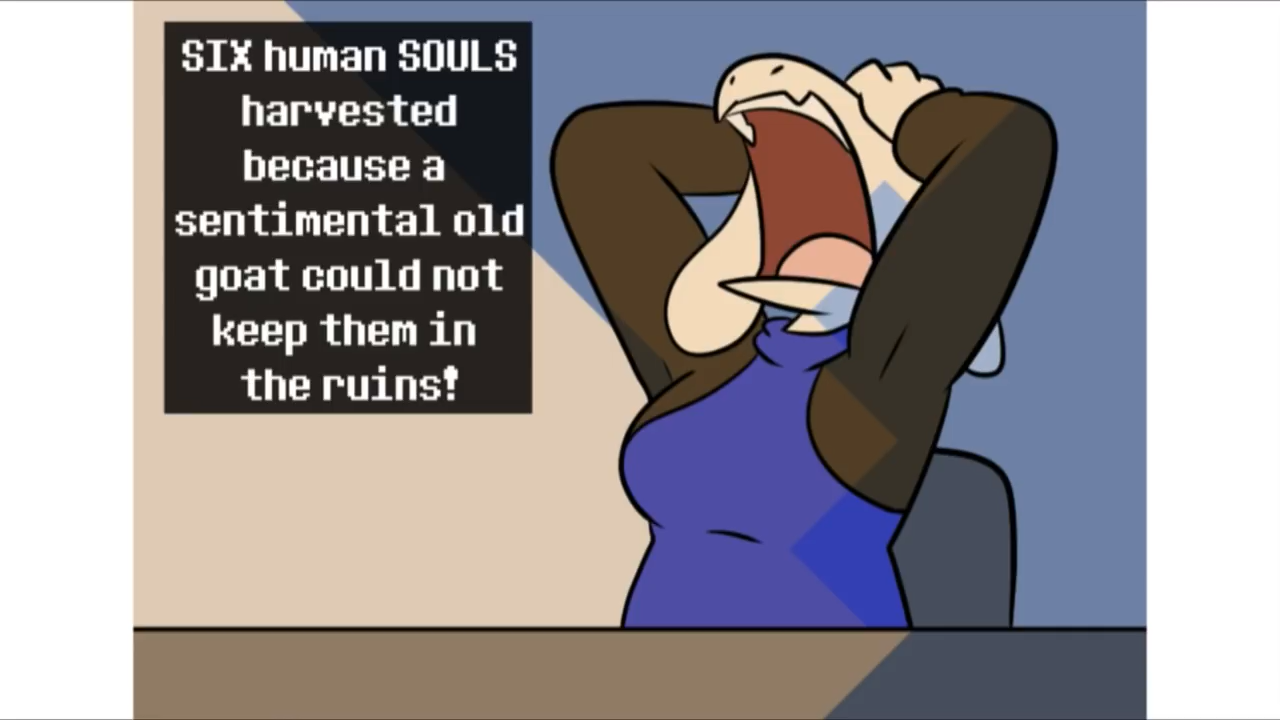 SIX human SOULS
harvested
because a
sentimental old
goat could not
keep them in
the ruins!